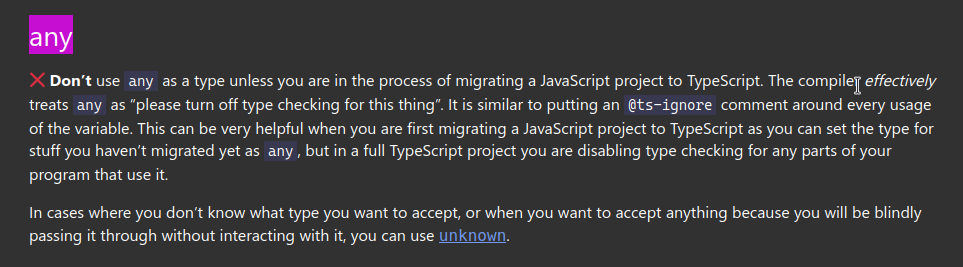 any
❌ Don’t use any as a type unless you are in the process of migrating a JavaScript project to TypeScript. The compiler effectively
treats any as “please turn off type checking for this thing”. It is similar to putting an @ts-ignore comment around every usage
of the variable. This can be very helpful when you are first migrating a JavaScript project to TypeScript as you can set the type for
stuff you haven’t migrated yet as any, but in a full TypeScript project you are disabling type checking for any parts of your
program that use it.
In cases where you don’t know what type you want to accept, or when you want to accept anything because you will be blindly
passing it through without interacting with it, you can use unknown.